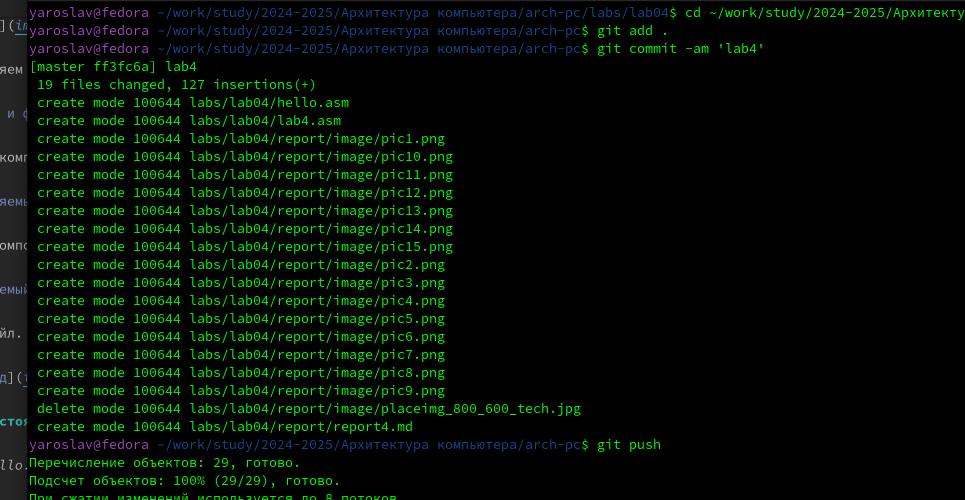 yaroslav@fedora ~/work/study/2024-2025/Архитектура компьютера/arch-pc/labs/lab04$ cd ~/work/study/2024-2025/Архитекту
yaroslav@fedora ~/work/study/2024-2025/Архитектура компьютера/arch-pc$ git add .
yaroslav@fedora ~/work/study/2024-2025/Архитектура компьютера/arch-pc$ git commit -am 'lab4'
[master ff3fc6a] lab4
19 files changed, 127 insertions(+)
create mode 100644 labs/lab04/hello.asm
create mode 100644 labs/lab04/lab4.asm
create mode 100644 labs/lab04/report/image/pic1.png
create mode 100644 labs/lab04/report/image/pic10.png
create mode 100644 labs/lab04/report/image/pic11.png
create mode 100644 labs/lab04/report/image/pic12.png
create mode 100644 labs/lab04/report/image/pic13.png
create mode 100644 labs/lab04/report/image/pic14.png
create mode 100644 labs/lab04/report/image/pic15.png
create mode 100644 labs/lab04/report/image/pic2.png
create mode 100644 labs/lab04/report/image/pic3.png
create mode 100644 labs/lab04/report/image/pic4.png
create mode 100644 labs/lab04/report/image/pic5.png
create mode 100644 labs/lab04/report/image/pic6.png
create mode 100644 labs/lab04/report/image/pic7.png
create mode 100644 labs/lab04/report/image/pic8.png
create mode 100644 labs/lab04/report/image/pic9.png
delete mode 100644 labs/lab04/report/image/placeimg_800_600_tech.jpg
create mode 100644 labs/lab04/report/report4.md
yaroslav@fedora ~/work/study/2024-2025/Архитектура компьютера/arch-pc$ git push
Перечисление объектов: 29, готово.
Подсчет объектов: 100% (29/29), готово.
При сжатии изменений используется до 8 потоков